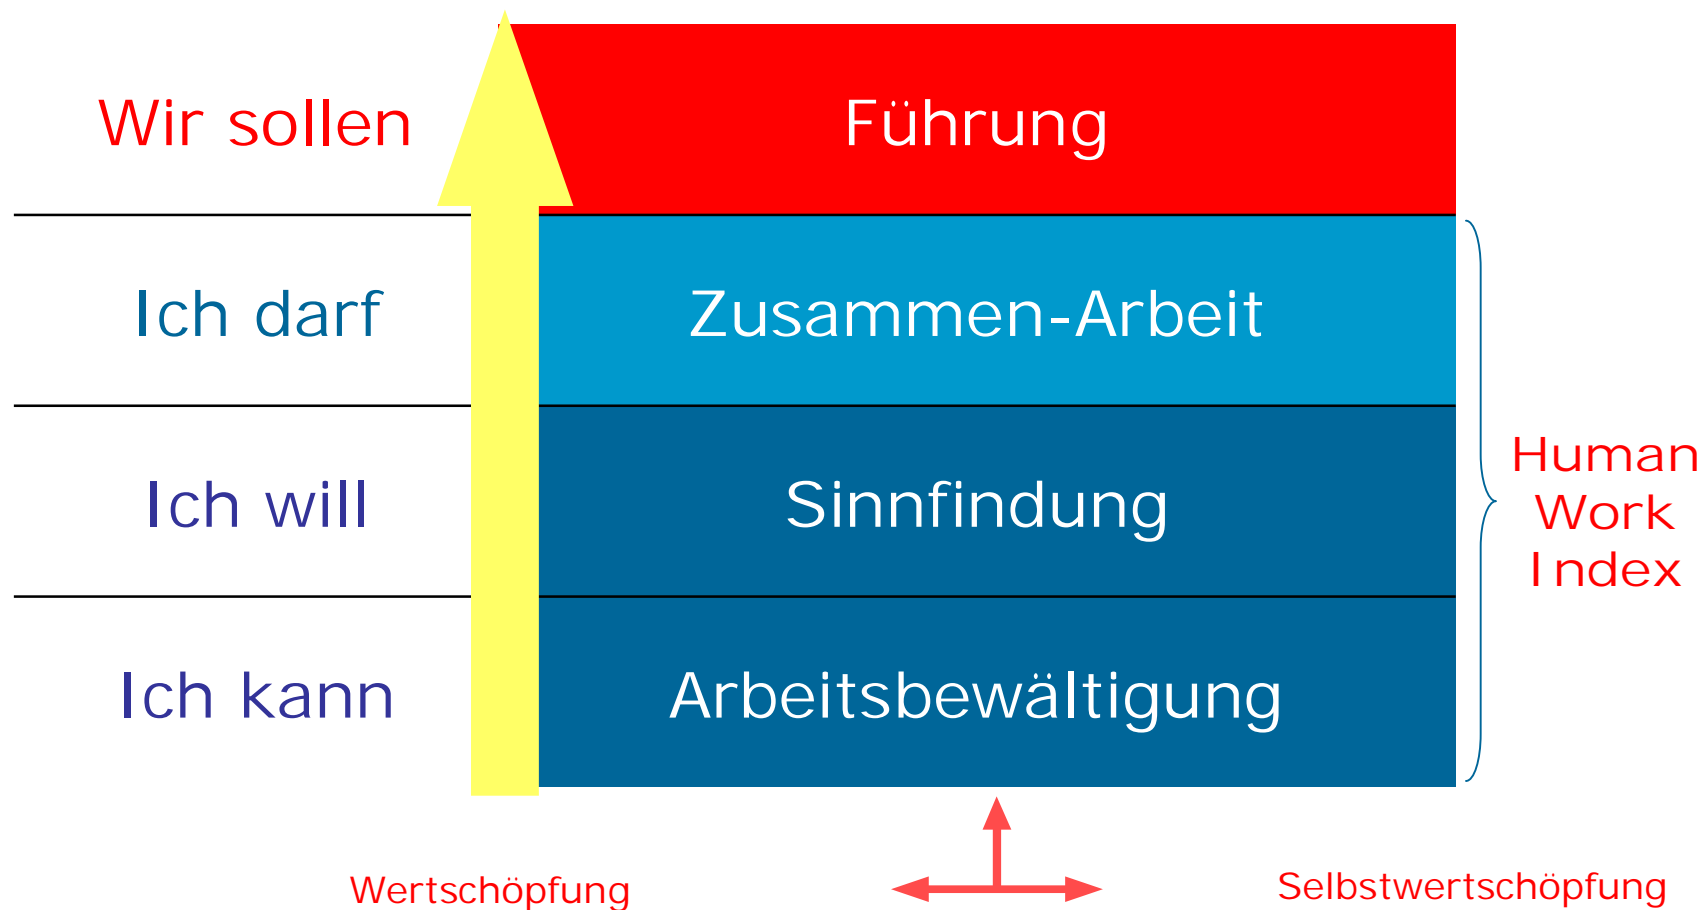 Wir sollen
Führung
Ich darf
Zusammen-Arbeit
Ich will
Sinnfindung
Human
Work
Index
Ich kann
Arbeitsbewältigung
Wertschöpfung
Selbstwertschöpfung